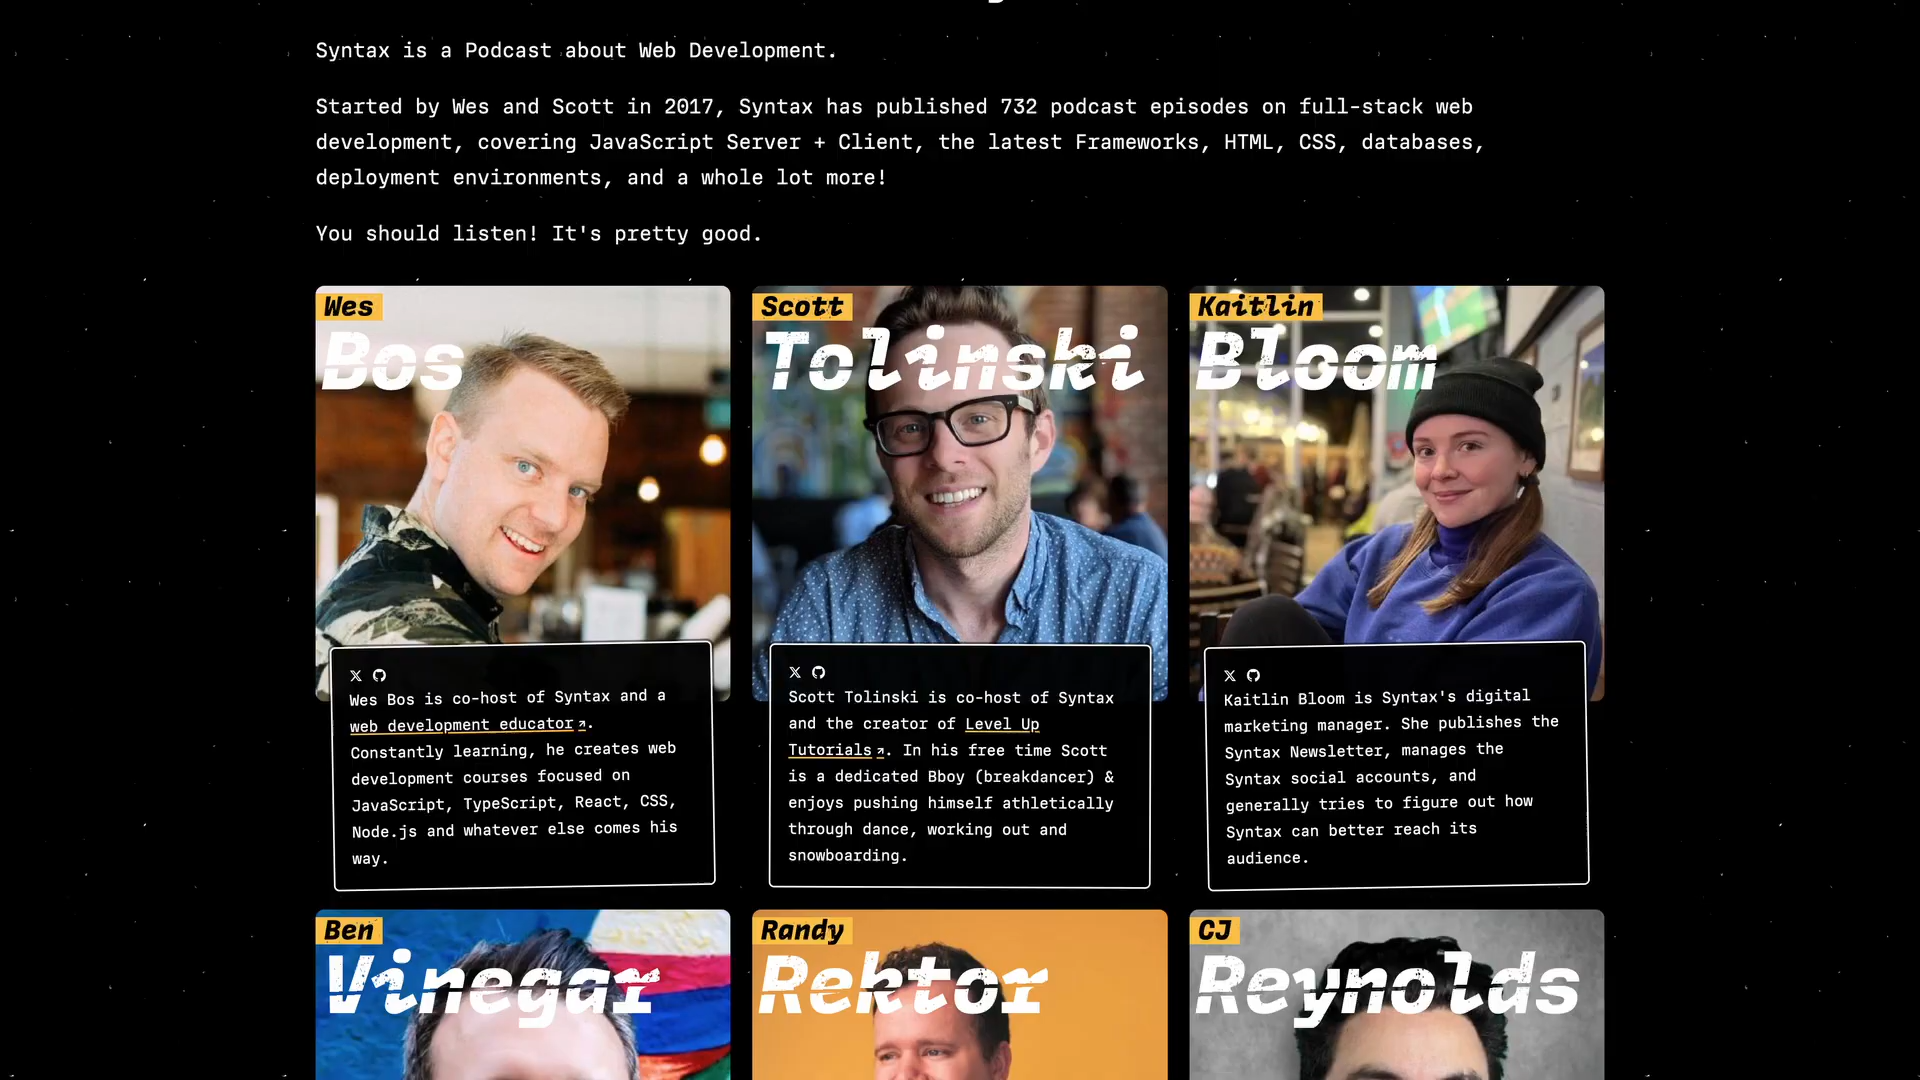 Syntax is a Podcast about Web Development.
Started by Wes and Scott in 2017, Syntax has published 732 podcast episodes on full-stack web
development, covering JavaScript Server + Client, the latest Frameworks, HTML, CSS, databases,
deployment environments, and a whole lot more!
You should listen! It's pretty good.
Wes
Bos
Wes Bos is co-host of Syntax and a
web development educator↗.
Constantly learning, he creates web
development courses focused on
JavaScript, TypeScript, React, CSS,
Node.js and whatever else comes his
way.
Scott
Tolinski
Scott Tolinski is co-host of Syntax
and the creator of Level Up
Tutorials↗. In his free time Scott
is a dedicated Bboy (breakdancer) &
enjoys pushing himself athletically
through dance, working out and
snowboarding.
Kaitlin
Bloom
Kaitlin Bloom is Syntax's digital
marketing manager. She publishes the
Syntax Newsletter, manages the
Syntax social accounts, and
generally tries to figure out how
Syntax can better reach its
audience.
Ben
Vinegar
Randy
Rektor
CJ
Reynolds